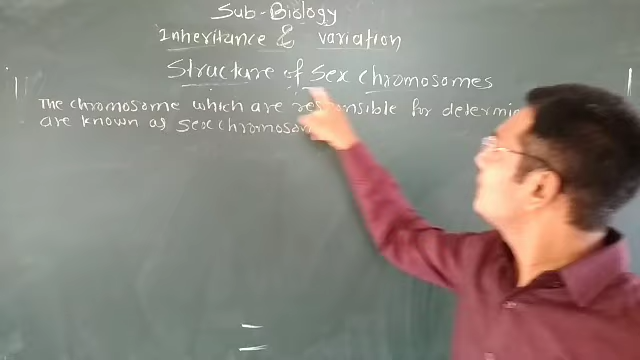 Sub-Biology
Inheritance & variation
Structure of Sex chromosomes
The chromosome which are responsible for determin
are known as sex chromosom